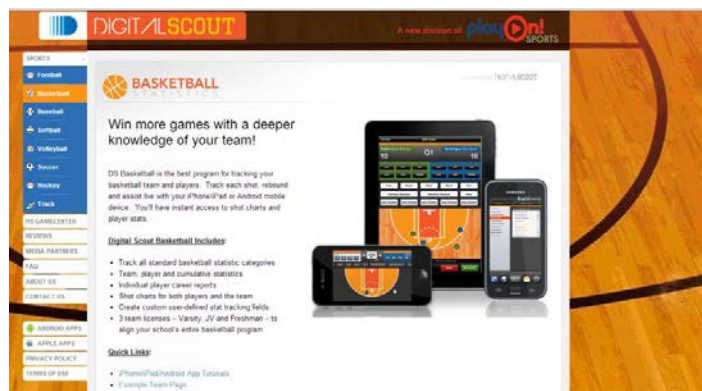 DIGITALSCOUT
A new division of playOn! SPORTS
SPORTS
Football
Basketball
Baseball
Softball
Volleyball
Soccer
Hockey
Track
HS GAMECENTER
REVIEWS
MEDIA PARTNERS
FAQ
ABOUT US
CONTACT US
ANDROID APPS
APPLE APPS
PRIVACY POLICY
TERMS OF USE
BASKETBALL
STATISTICS
DIGITALSCOUT
Win more games with a deeper
knowledge of your team!
DS Basketball is the best program for tracking your
basketball team and players. Track each shot, rebound
and assist live with your iPhone/iPad or Android mobile
device. You'll have instant access to shot charts and
player stats.
Digital Scout Basketball Includes:
• Track all standard basketball statistic categories
• Team, player and cumulative statistics
• Individual player career reports
• Shot charts for both players and the team
• Create custom user-defined stat tracking fields
• 3 team licenses – Varsity, JV and Freshman – to
align your school's entire basketball program
Quick Links:
• iPhone/iPad/Android App Tutorials
• Example Team Page
10
Q1
16
SAMSUNG